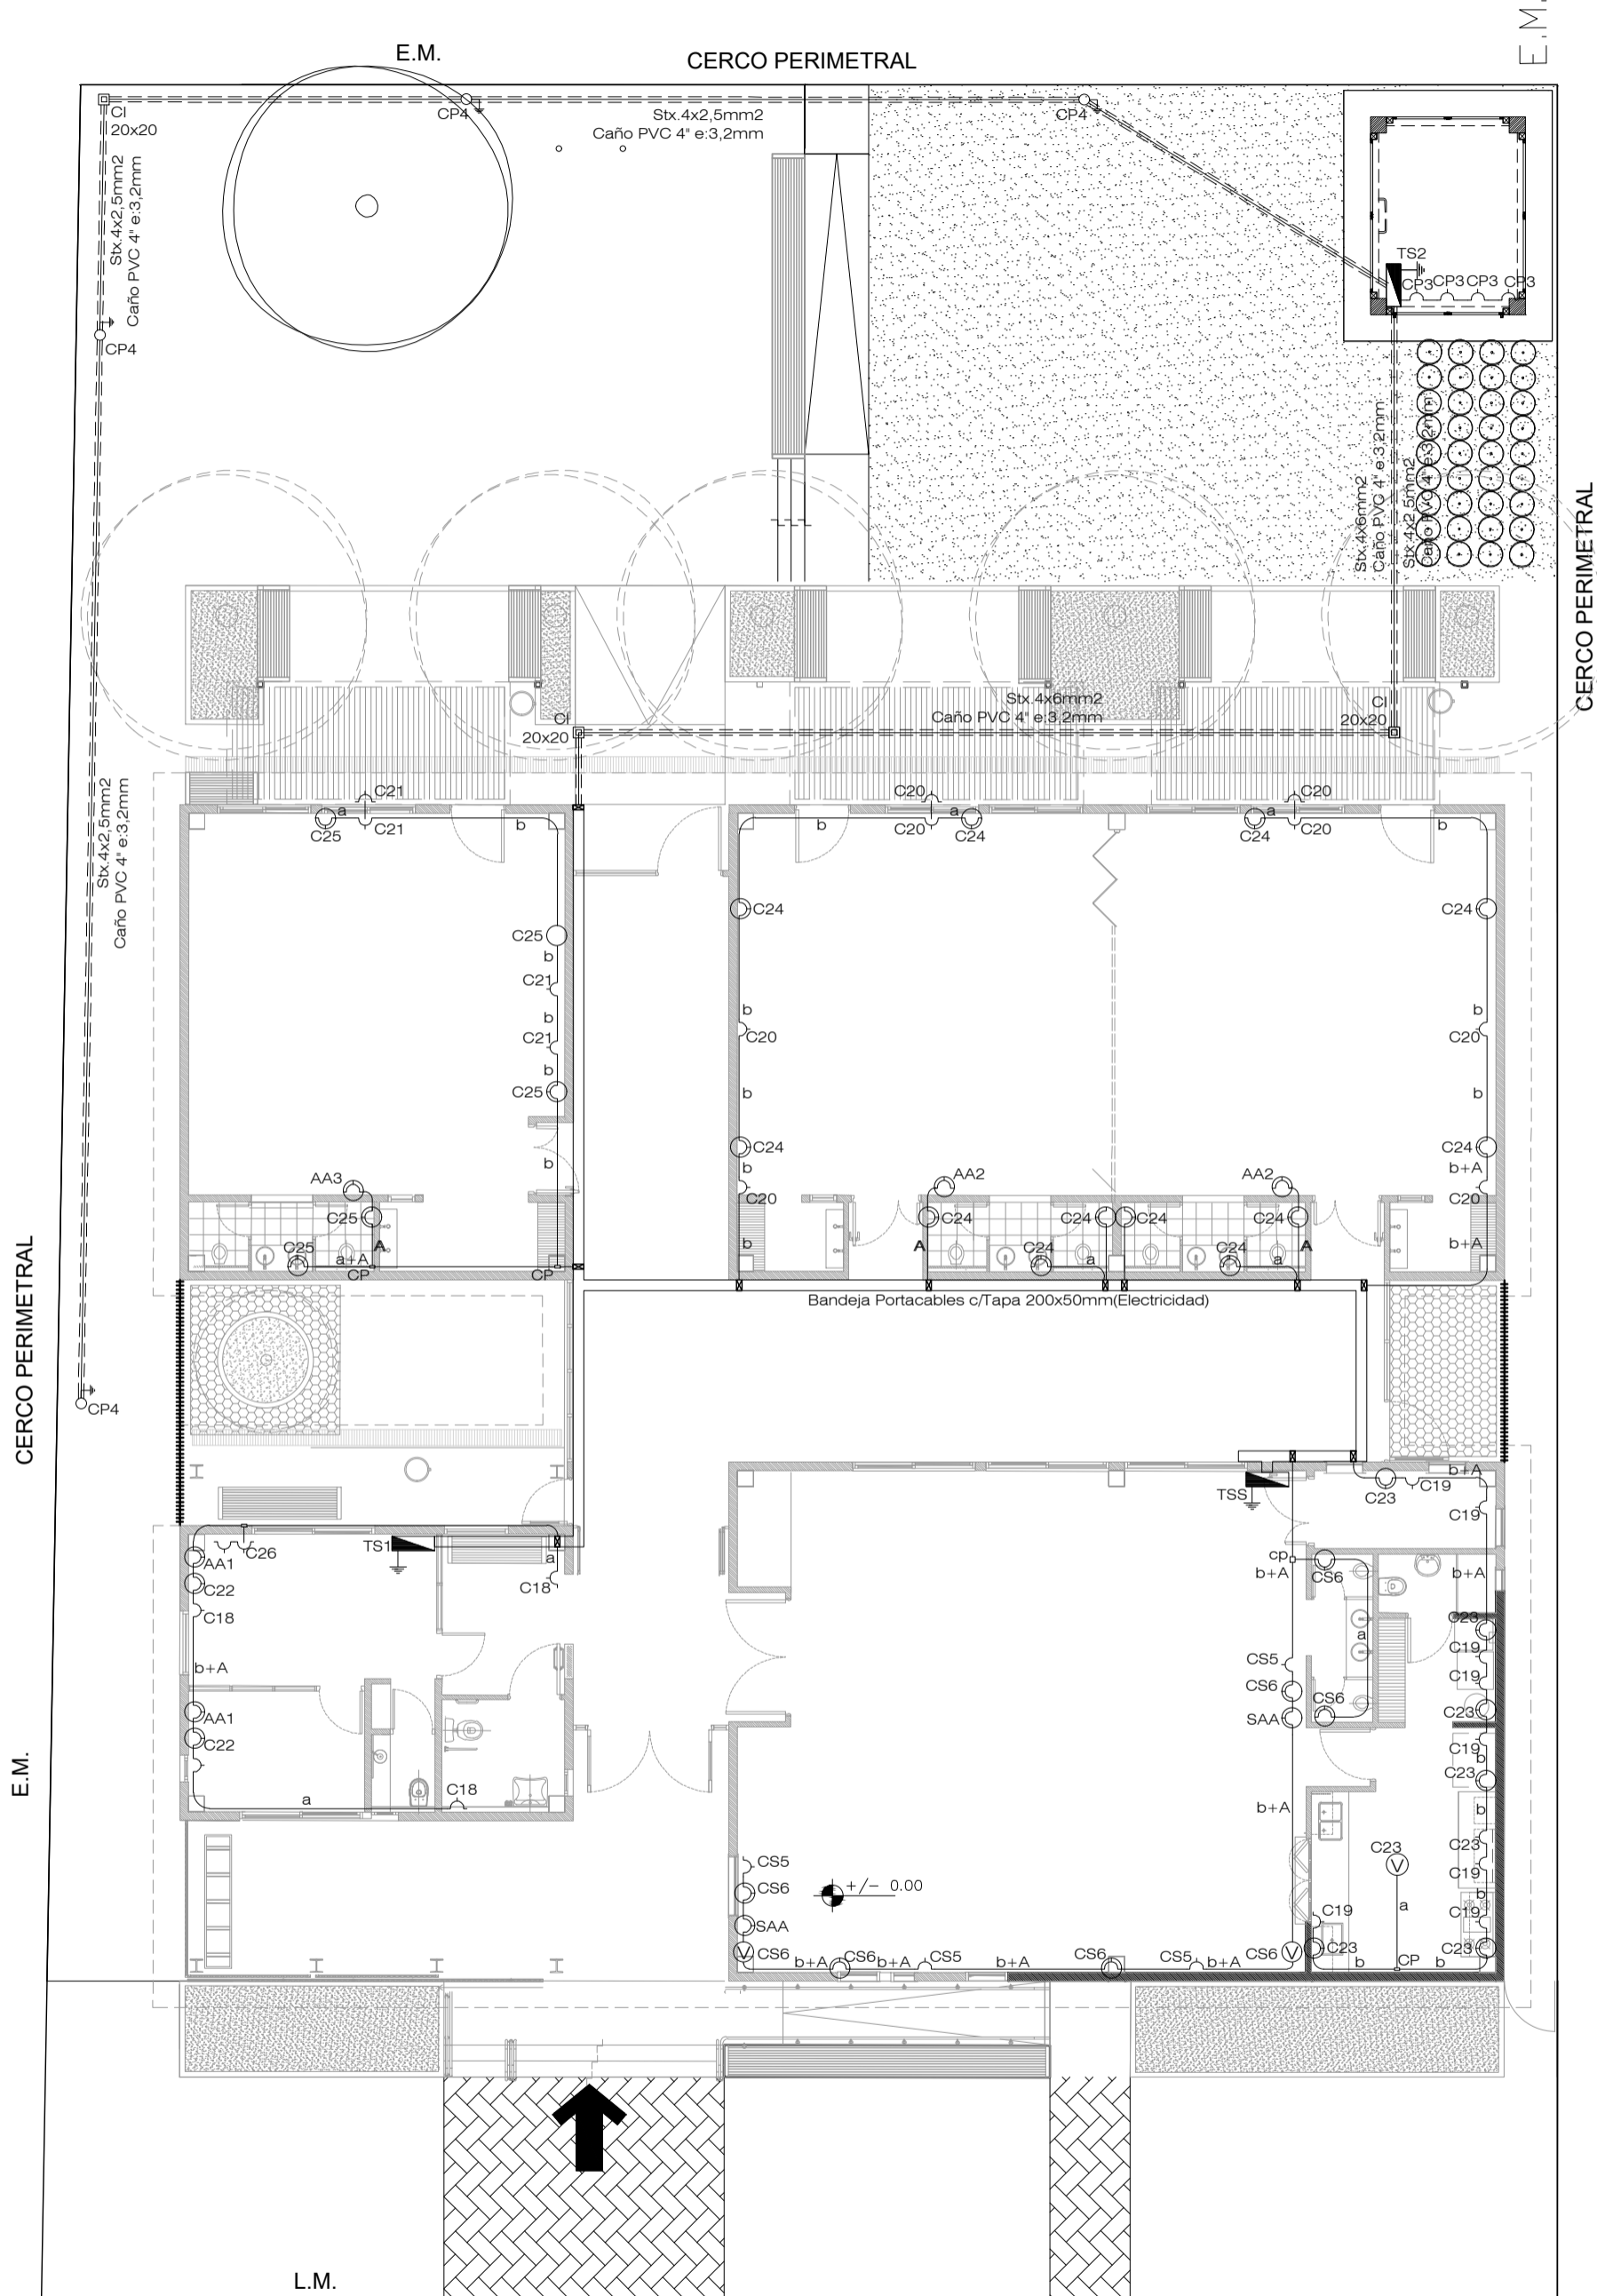 E.M.
E.M.
CERCO PERIMETRAL
CI
20x20
CP4
Stx.4x2,5mm2
Caño PVC 4" e:3,2mm
CP4
Stx.4x2,5mm2
Caño PVC 4" e:3,2mm
TS2
CP3
CP3
CP3
CP3
CP4
Stx.4x6mm2
Caño PVC 4" e:3,2mm
Stx.4x2,5mm2
Caño PVC 4" e:3,2mm
CERCO PERIMETRAL
Stx.4x6mm2
Caño PVC 4" e:3,2mm
CI
20x20
CI
20x20
Stx.4x2,5mm2
Caño PVC 4" e:3,2mm
C21
C20
C20
a
a
a
C25
C21
b
b
C20
C24
C24
C20
b
C24
C24
C25
b
C21
b
b
b
C21
C20
C20
b
C25
b
b
C24
C24
b
b
b+A
AA3
AA2
AA2
C20
C20
C25
C24
C24
C24
C24
C25
a+A
A
A
C24
a
C24
a
A
b
b+A
CP
CP
Bandeja Portacables c/Tapa 200x50mm(Electricidad)
CERCO PERIMETRAL
CP4
b+A
TSS
C23
C19
C19
TS1
C26
a
AA1
C22
C18
C18
cp
b+A
CS6
b+A
C23
a
C19
b+A
CS5
C19
CS6
CS6
AA1
SAA
C23
C22
C19
b
E.M.
C23
a
C18
b+A
b
C23
C23
CS5
C19
CS6
+/- 0.00
b
a
C19
C19
SAA
CS6
b+A
CS6
b+A
CS5
b+A
CS6
CS5
b+A
CS6
C23
b
CP
b
C23
L.M.